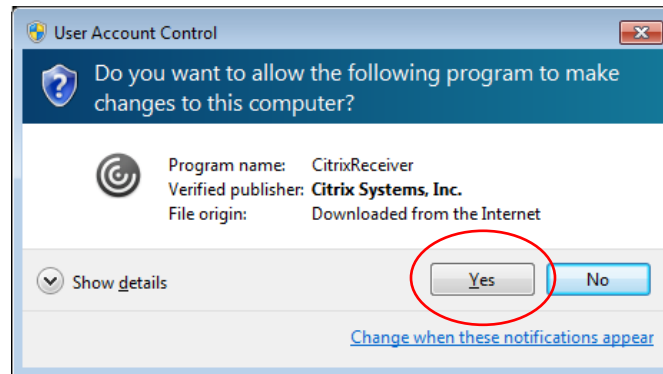 User Account Control
Do you want to allow the following program to make
changes to this computer?
Program name: CitrixReceiver
Verified publisher: Citrix Systems, Inc.
File origin: Downloaded from the Internet
Show details
Yes No
Change when these notifications appear